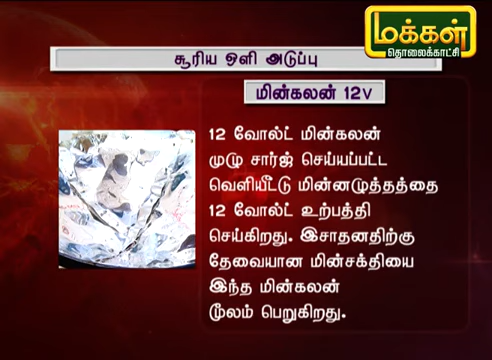 மக்கள்
தொலைக்காட்சி
சூரிய ஒளி அடுப்பு
மின்கலன் 12V
12 வோல்ட் மின்கலன்
முழு சார்ஜ் செய்யப்பட்ட
வெளியீட்டு மின்னழுத்தத்தை
12 வோல்ட் உற்பத்தி
செய்கிறது. இசாதனதிற்கு
தேவையான மின்சக்தியை
இந்த மின்கலன்
மூலம் பெறுகிறது.